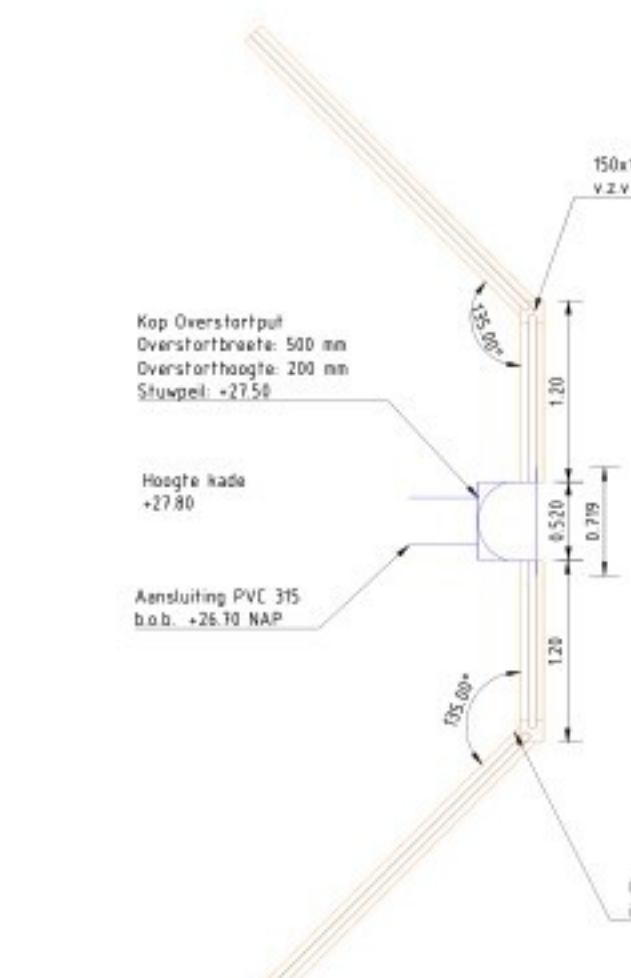 v.z.v
135.00°
Kop Overstortput
Overstortbreete: 500 mm
Overstorthoogte: 200 mm
Stuwpeil: +27.50
1.20
Hoogte kade
+27.80
0.520
0.719
Aansluiting PVC 315
b.o.b. +26.70 NAP
1.20
135.00°